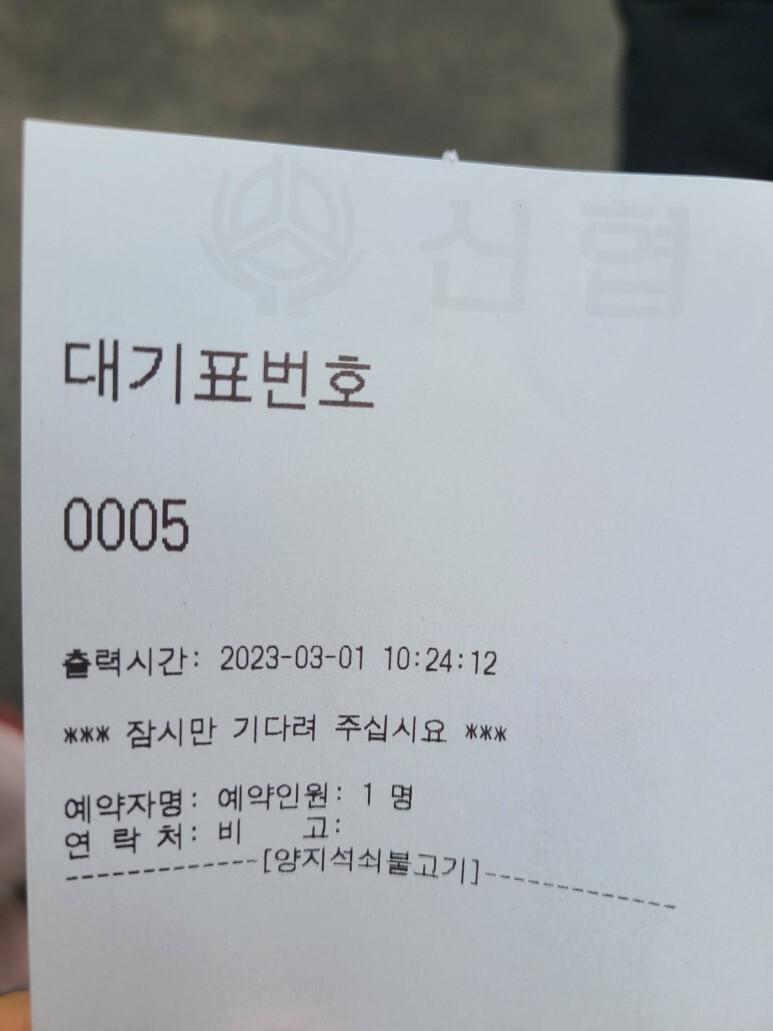 신협
대기표번호
0005
출력시간: 2023-03-01 10:24:12
*** 잠시만 기다려 주십시요 ***
예약자명: 예약인원: 1 명
연 락 처: 비 고:
------------[양지석쇠불고기]----------------